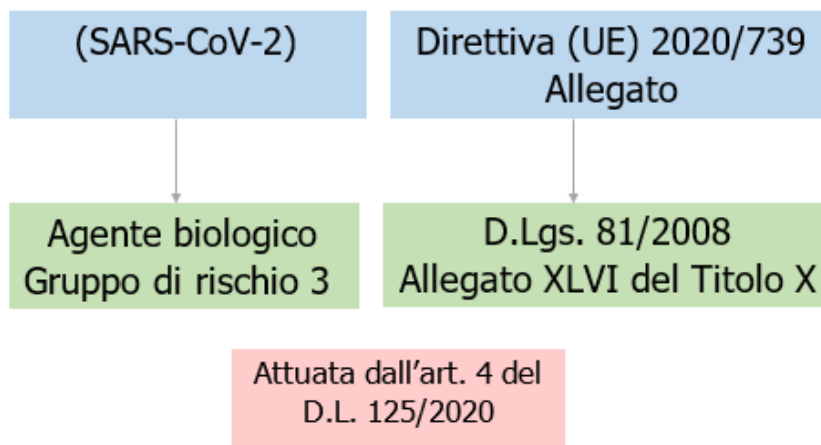 (SARS-CoV-2)
Direttiva (UE) 2020/739
Allegato
Agente biologico
Gruppo di rischio 3
D.Lgs. 81/2008
Allegato XLVI del Titolo X
Attuata dall'art. 4 del
D.L. 125/2020